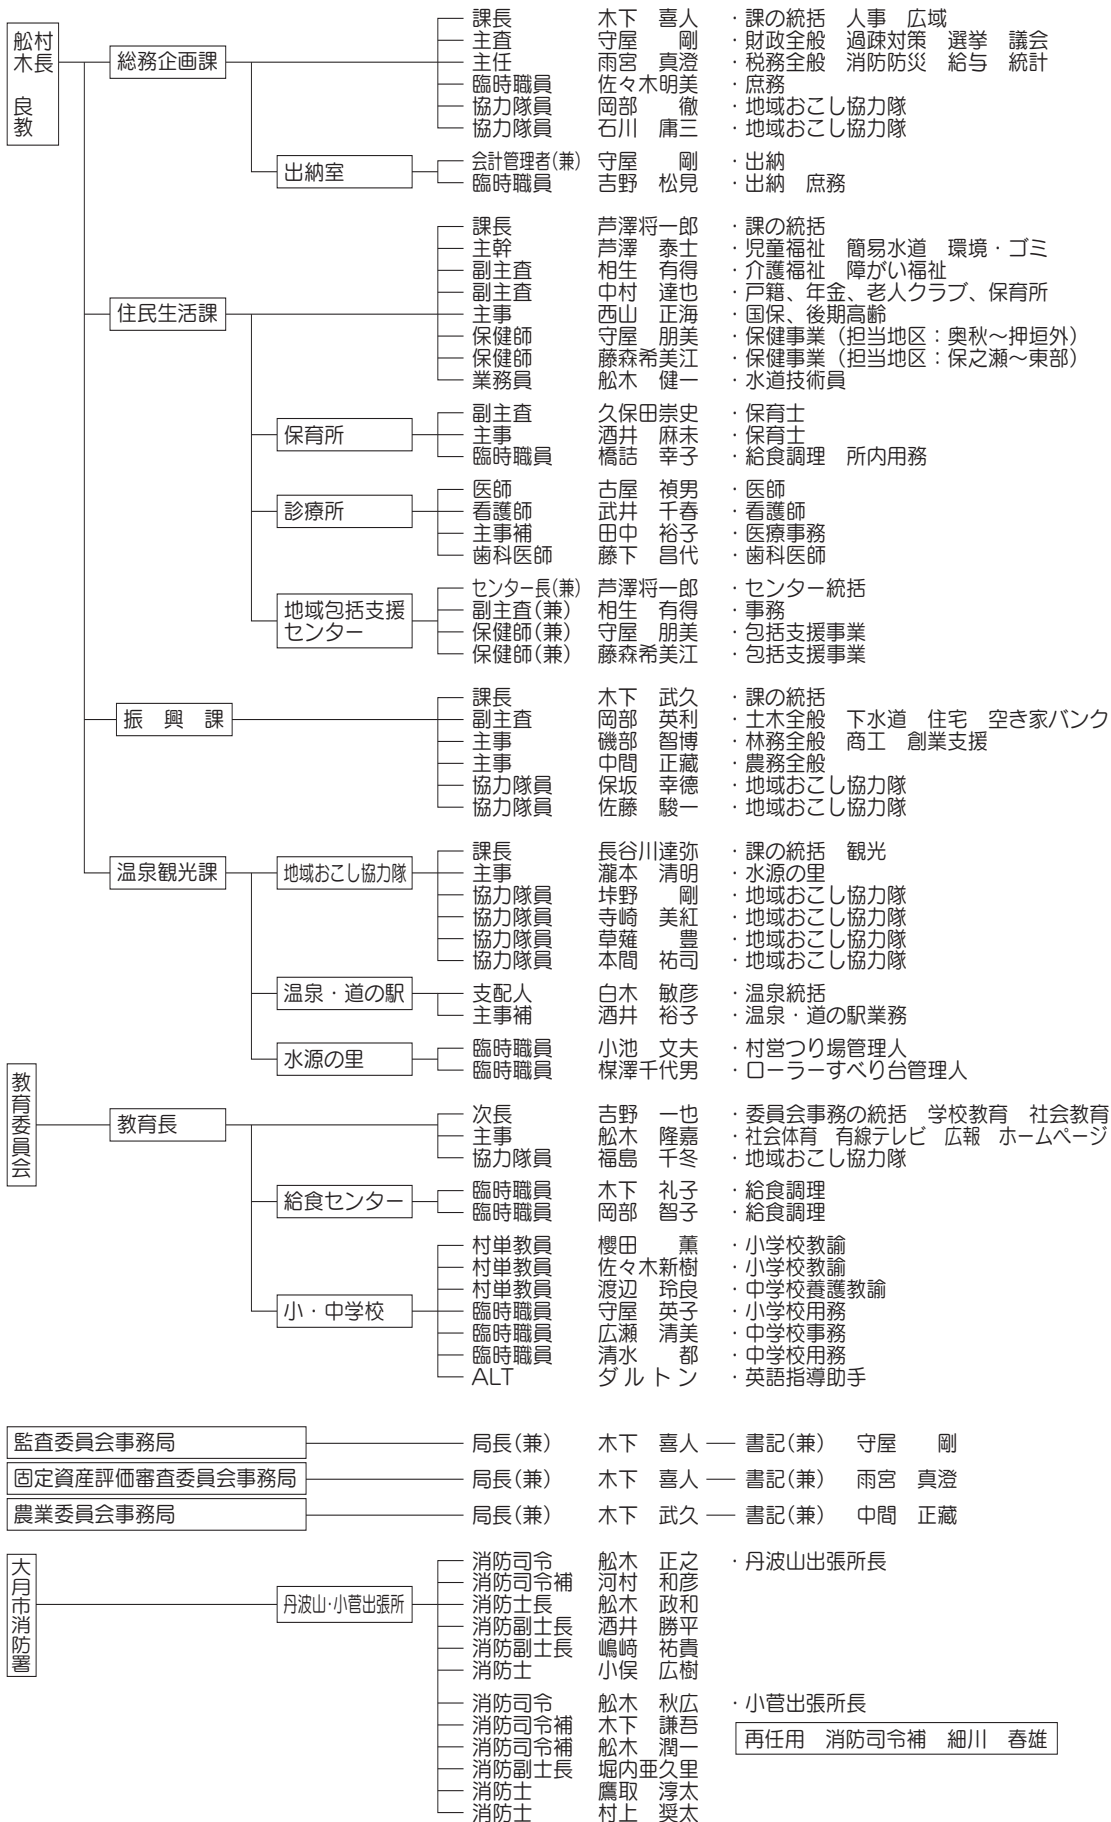 村長　舩木　良教
総務企画課
課長　木下　喜人　・課の統括　人事　広域
主査　守屋　剛　・財政全般　過疎対策　選挙　議会
主任　雨宮　真澄　・税務全般　消防防災　給与　統計
臨時職員　佐々木明美　・庶務
協力隊員　岡部　徹　・地域おこし協力隊
協力隊員　石川　庸三　・地域おこし協力隊
出納室
会計管理者(兼)　守屋　剛　・出納
臨時職員　吉野　松見　・出納　庶務
住民生活課
課長　芦澤将一郎　・課の統括
主幹　芦澤　泰士　・児童福祉　簡易水道　環境・ゴミ
副主査　相生　有得　・介護福祉　障がい福祉
副主査　中村　達也　・戸籍、年金、老人クラブ、保育所
主事　西山　正海　・国保、後期高齢
保健師　守屋　朋美　・保健事業（担当地区：奥秋～押垣外）
保健師　藤森希美江　・保健事業（担当地区：保之瀬～東部）
業務員　舩木　健一　・水道技術員
保育所
副主査　久保田崇史　・保育士
主事　酒井　麻未　・保育士
臨時職員　橋詰　幸子　・給食調理　所内用務
診療所
医師　古屋　禎男　・医師
看護師　武井　千春　・看護師
主事補　田中　裕子　・医療事務
歯科医師　藤下　昌代　・歯科医師
地域包括支援
センター
センター長(兼)　芦澤将一郎　・センター統括
副主査(兼)　相生　有得　・事務
保健師(兼)　守屋　朋美　・包括支援事業
保健師(兼)　藤森希美江　・包括支援事業
振　興　課
課長　木下　武久　・課の統括
副主査　岡部　英利　・土木全般　下水道　住宅　空き家バンク
主事　磯部　智博　・林務全般　商工　創業支援
主事　中間　正藏　・農務全般
協力隊員　保坂　幸徳　・地域おこし協力隊
協力隊員　佐藤　駿一　・地域おこし協力隊
温泉観光課
地域おこし協力隊
課長　長谷川達弥　・課の統括　観光
主事　瀧本　清明　・水源の里
協力隊員　垰野　剛　・地域おこし協力隊
協力隊員　寺崎　美紅　・地域おこし協力隊
協力隊員　草薙　豊　・地域おこし協力隊
協力隊員　本間　祐司　・地域おこし協力隊
温泉・道の駅
支配人　白木　敏彦　・温泉統括
主事補　酒井　裕子　・温泉・道の駅業務
水源の里
臨時職員　小池　文夫　・村営つり場管理人
臨時職員　楳澤千代男　・ローラーすべり台管理人
教育委員会
教育長
次長　吉野　一也　・委員会事務の統括　学校教育　社会教育
主事　舩木　隆嘉　・社会体育　有線テレビ　広報　ホームページ
協力隊員　福島　千冬　・地域おこし協力隊
給食センター
臨時職員　木下　礼子　・給食調理
臨時職員　岡部　智子　・給食調理
小・中学校
村単教員　櫻田　薫　・小学校教諭
村単教員　佐々木新樹　・小学校教諭
村単教員　渡辺　玲良　・中学校養護教諭
臨時職員　守屋　英子　・小学校用務
臨時職員　広瀬　清美　・中学校事務
臨時職員　清水　都　・中学校用務
ALT　ダルトン　・英語指導助手
監査委員会事務局　局長(兼)　木下　喜人 ― 書記(兼)　守屋　剛
固定資産評価審査委員会事務局　局長(兼)　木下　喜人 ― 書記(兼)　雨宮　真澄
農業委員会事務局　局長(兼)　木下　武久 ― 書記(兼)　中間　正藏
大月市消防署
丹波山・小菅出張所
消防司令　舩木　正之　・丹波山出張所長
消防司令補　河村　和彦
消防士長　舩木　政和
消防副士長　酒井　勝平
消防副士長　嶋﨑　祐貴
消防士　小俣　広樹
消防司令　舩木　秋広　・小菅出張所長
消防司令補　木下　謙吾
消防司令補　舩木　潤一
消防副士長　堀内亜久里
消防士　鷹取　淳太
消防士　村上　奨太
再任用　消防司令補　細川　春雄